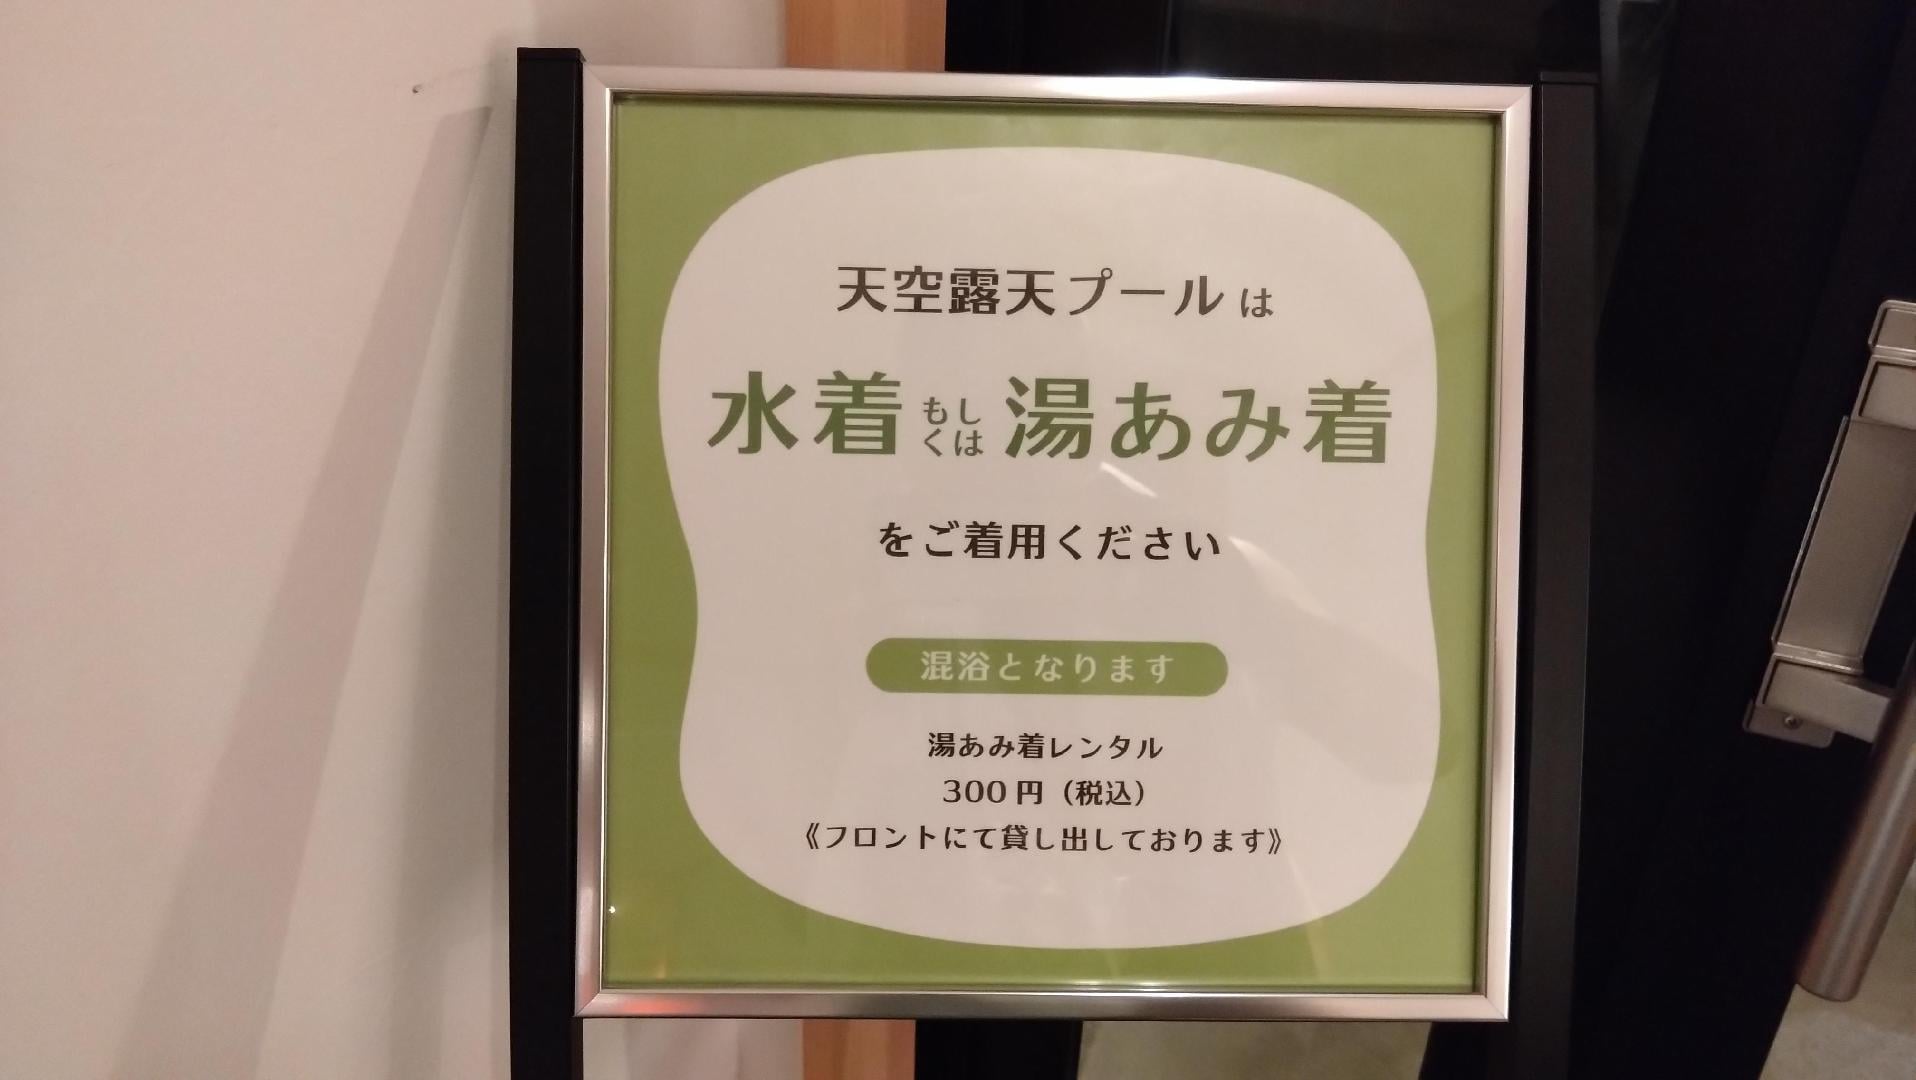 天空露天プールは
水着もしくは湯あみ着
をご着用ください
混浴となります
湯あみ着レンタル
300円（税込）
《フロントにて貸し出しております》